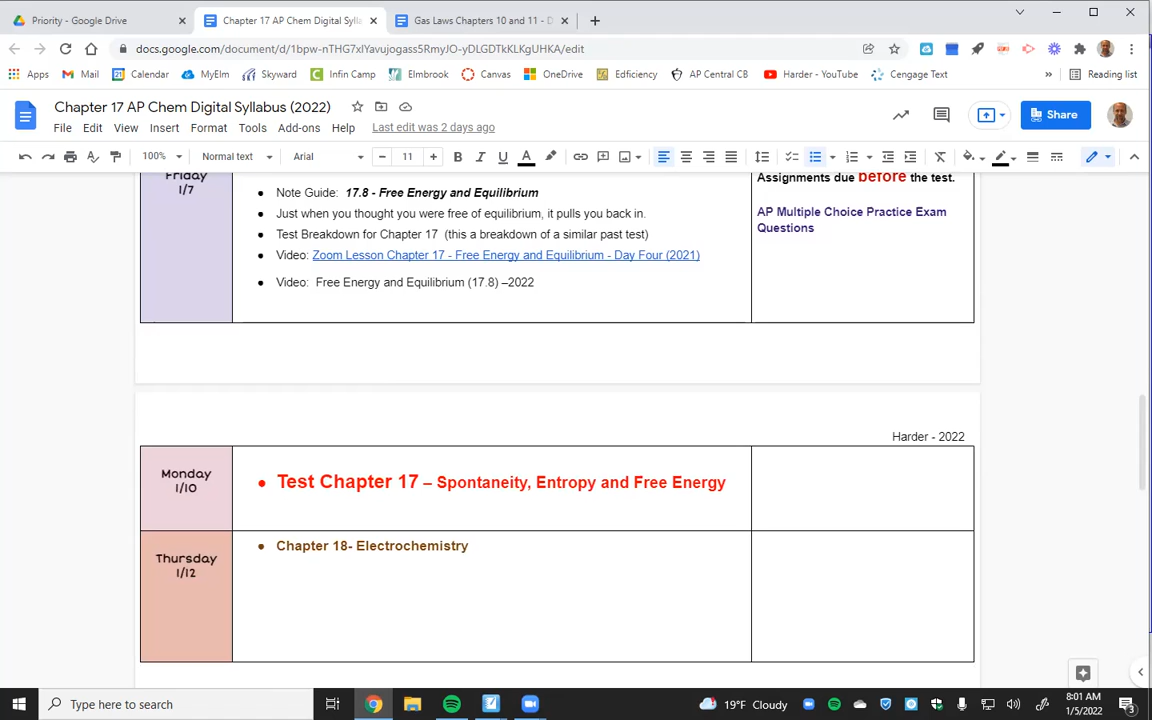 Priority - Google Drive
Chapter 17 AP Chem Digital Sylla
Gas Laws Chapters 10 and 11 - D
docs.google.com/document/d/1bpw-nTHG7xlYavujogass5RmyJO-yDLGDTkKLKgUHKA/edit
Apps Mail Calendar MyElm Skyward Infin Camp Elmbrook Canvas OneDrive Edficiency AP Central CB Harder - YouTube Cengage Text » Reading list
Chapter 17 AP Chem Digital Syllabus (2022)
Share
File Edit View Insert Format Tools Add-ons Help Last edit was 2 days ago
100% Normal text Arial 11 B I U A
Friday
1/7
Note Guide: 17.8 - Free Energy and Equilibrium
Just when you thought you were free of equilibrium, it pulls you back in.
Test Breakdown for Chapter 17 (this a breakdown of a similar past test)
Video: Zoom Lesson Chapter 17 - Free Energy and Equilibrium - Day Four (2021)
Video: Free Energy and Equilibrium (17.8) –2022
Assignments due before the test.
AP Multiple Choice Practice Exam
Questions
Harder - 2022
Monday
1/10
Test Chapter 17 – Spontaneity, Entropy and Free Energy
Thursday
1/12
Chapter 18- Electrochemistry
Type here to search
19°F Cloudy
8:01 AM
1/5/2022
3